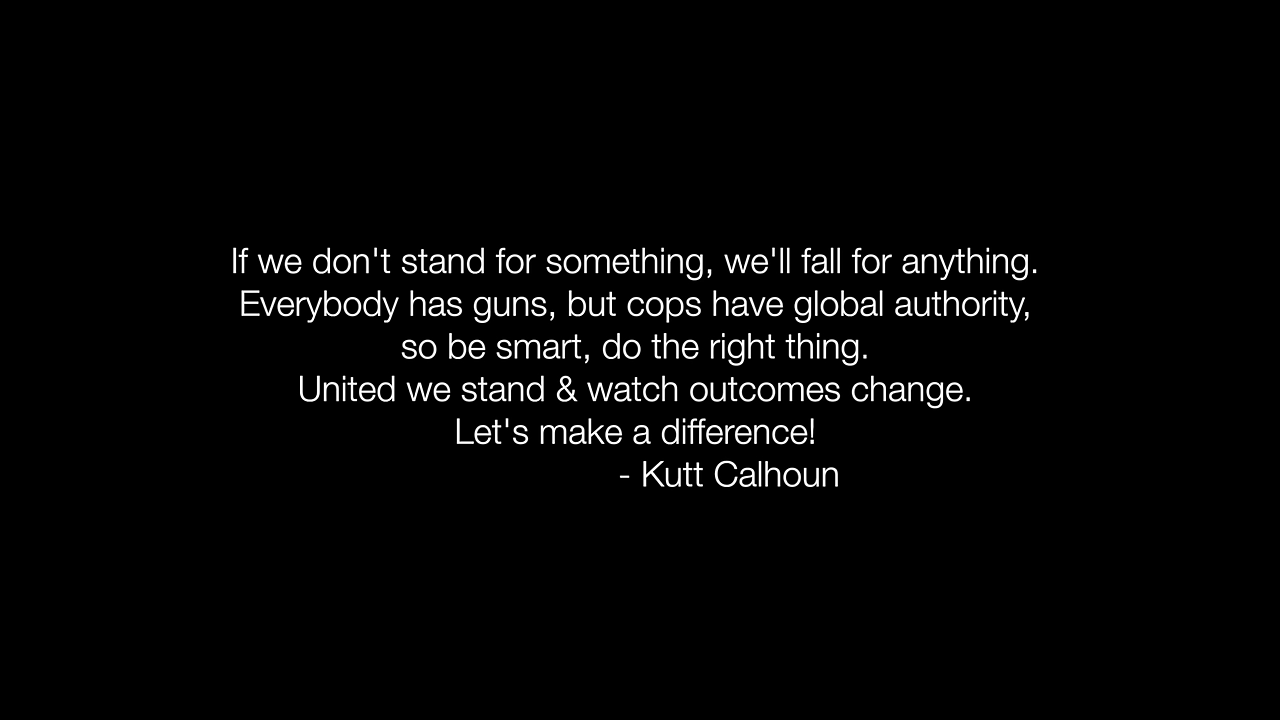 If we don't stand for something, we'll fall for anything.
Everybody has guns, but cops have global authority,
so be smart, do the right thing.
United we stand & watch outcomes change.
Let's make a difference!
- Kutt Calhoun